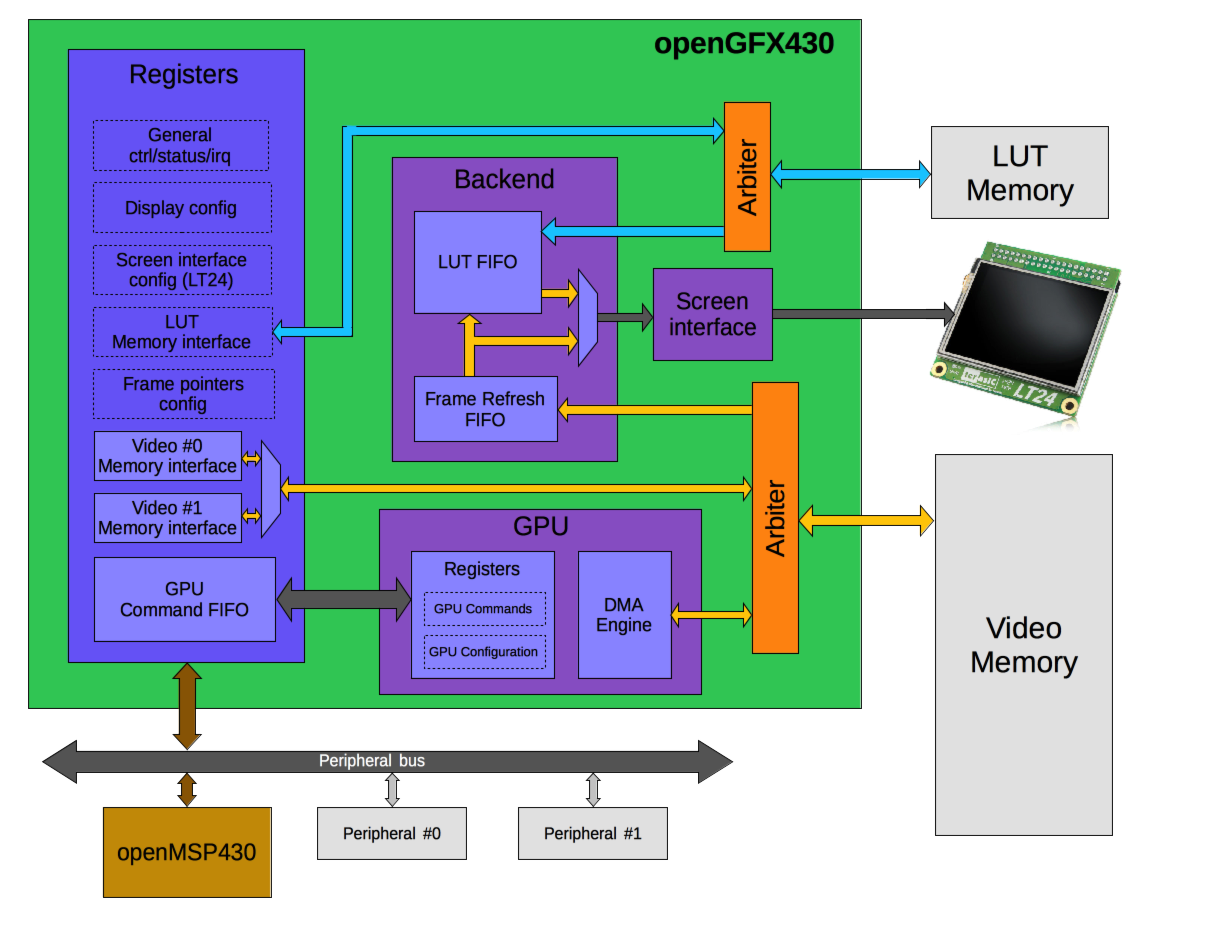 openGFX430
Registers
General
ctrl/status/irq
Display config
Screen interface
config (LT24)
LUT
Memory interface
Frame pointers
config
Video #0
Memory interface
Video #1
Memory interface
GPU
Command FIFO
Backend
LUT FIFO
Frame Refresh
FIFO
Screen
interface
Arbiter
LUT
Memory
terasic
LT24
Arbiter
GPU
Registers
GPU Commands
GPU Configuration
DMA
Engine
Video
Memory
Peripheral bus
openMSP430
Peripheral #0
Peripheral #1